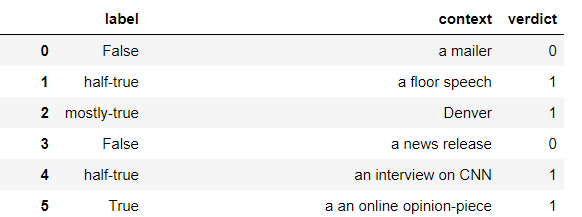 label context verdict
0 False a mailer 0
1 half-true a floor speech 1
2 mostly-true Denver 1
3 False a news release 0
4 half-true an interview on CNN 1
5 True a an online opinion-piece 1